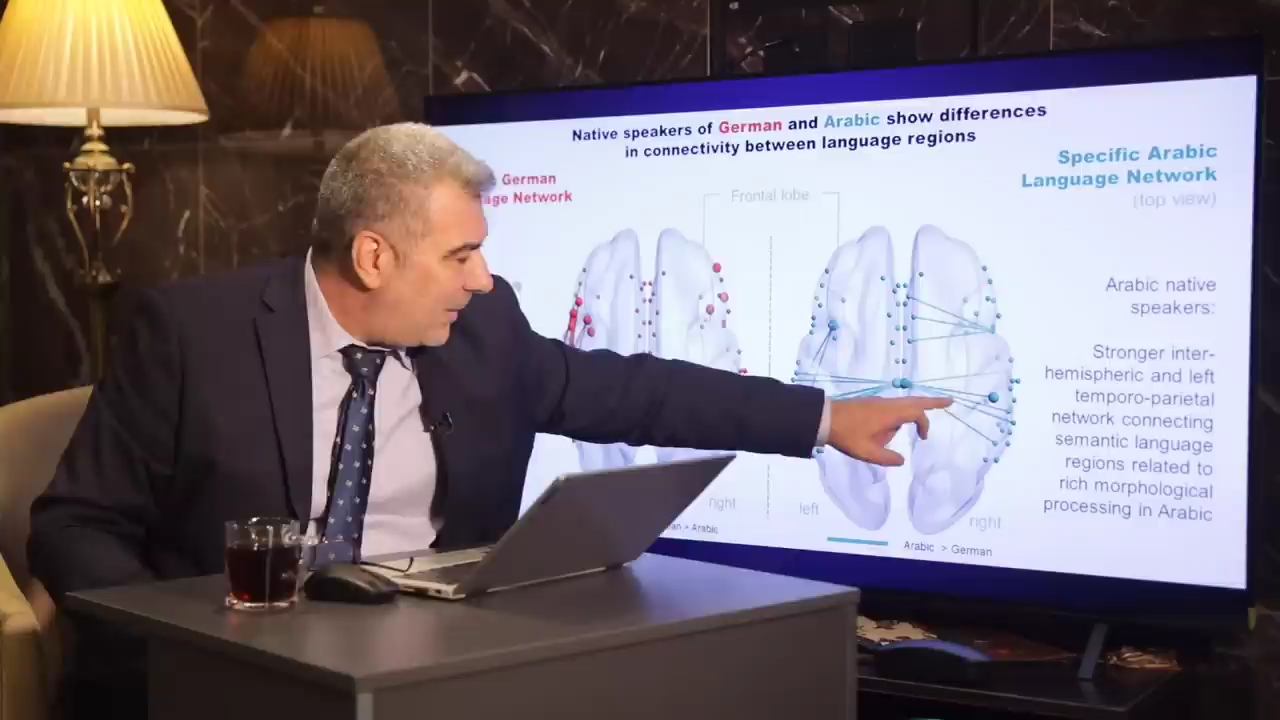 Native speakers of German and Arabic show differences
in connectivity between language regions
German
Network
Frontal lobe
right
Arabic
Specific Arabic
Language Network
(top view)
Arabic native
speakers:
Stronger inter-
hemispheric and left
temporo-parietal
network connecting
semantic language
regions related to
rich morphological
processing in Arabic
left
right
Arabic > German